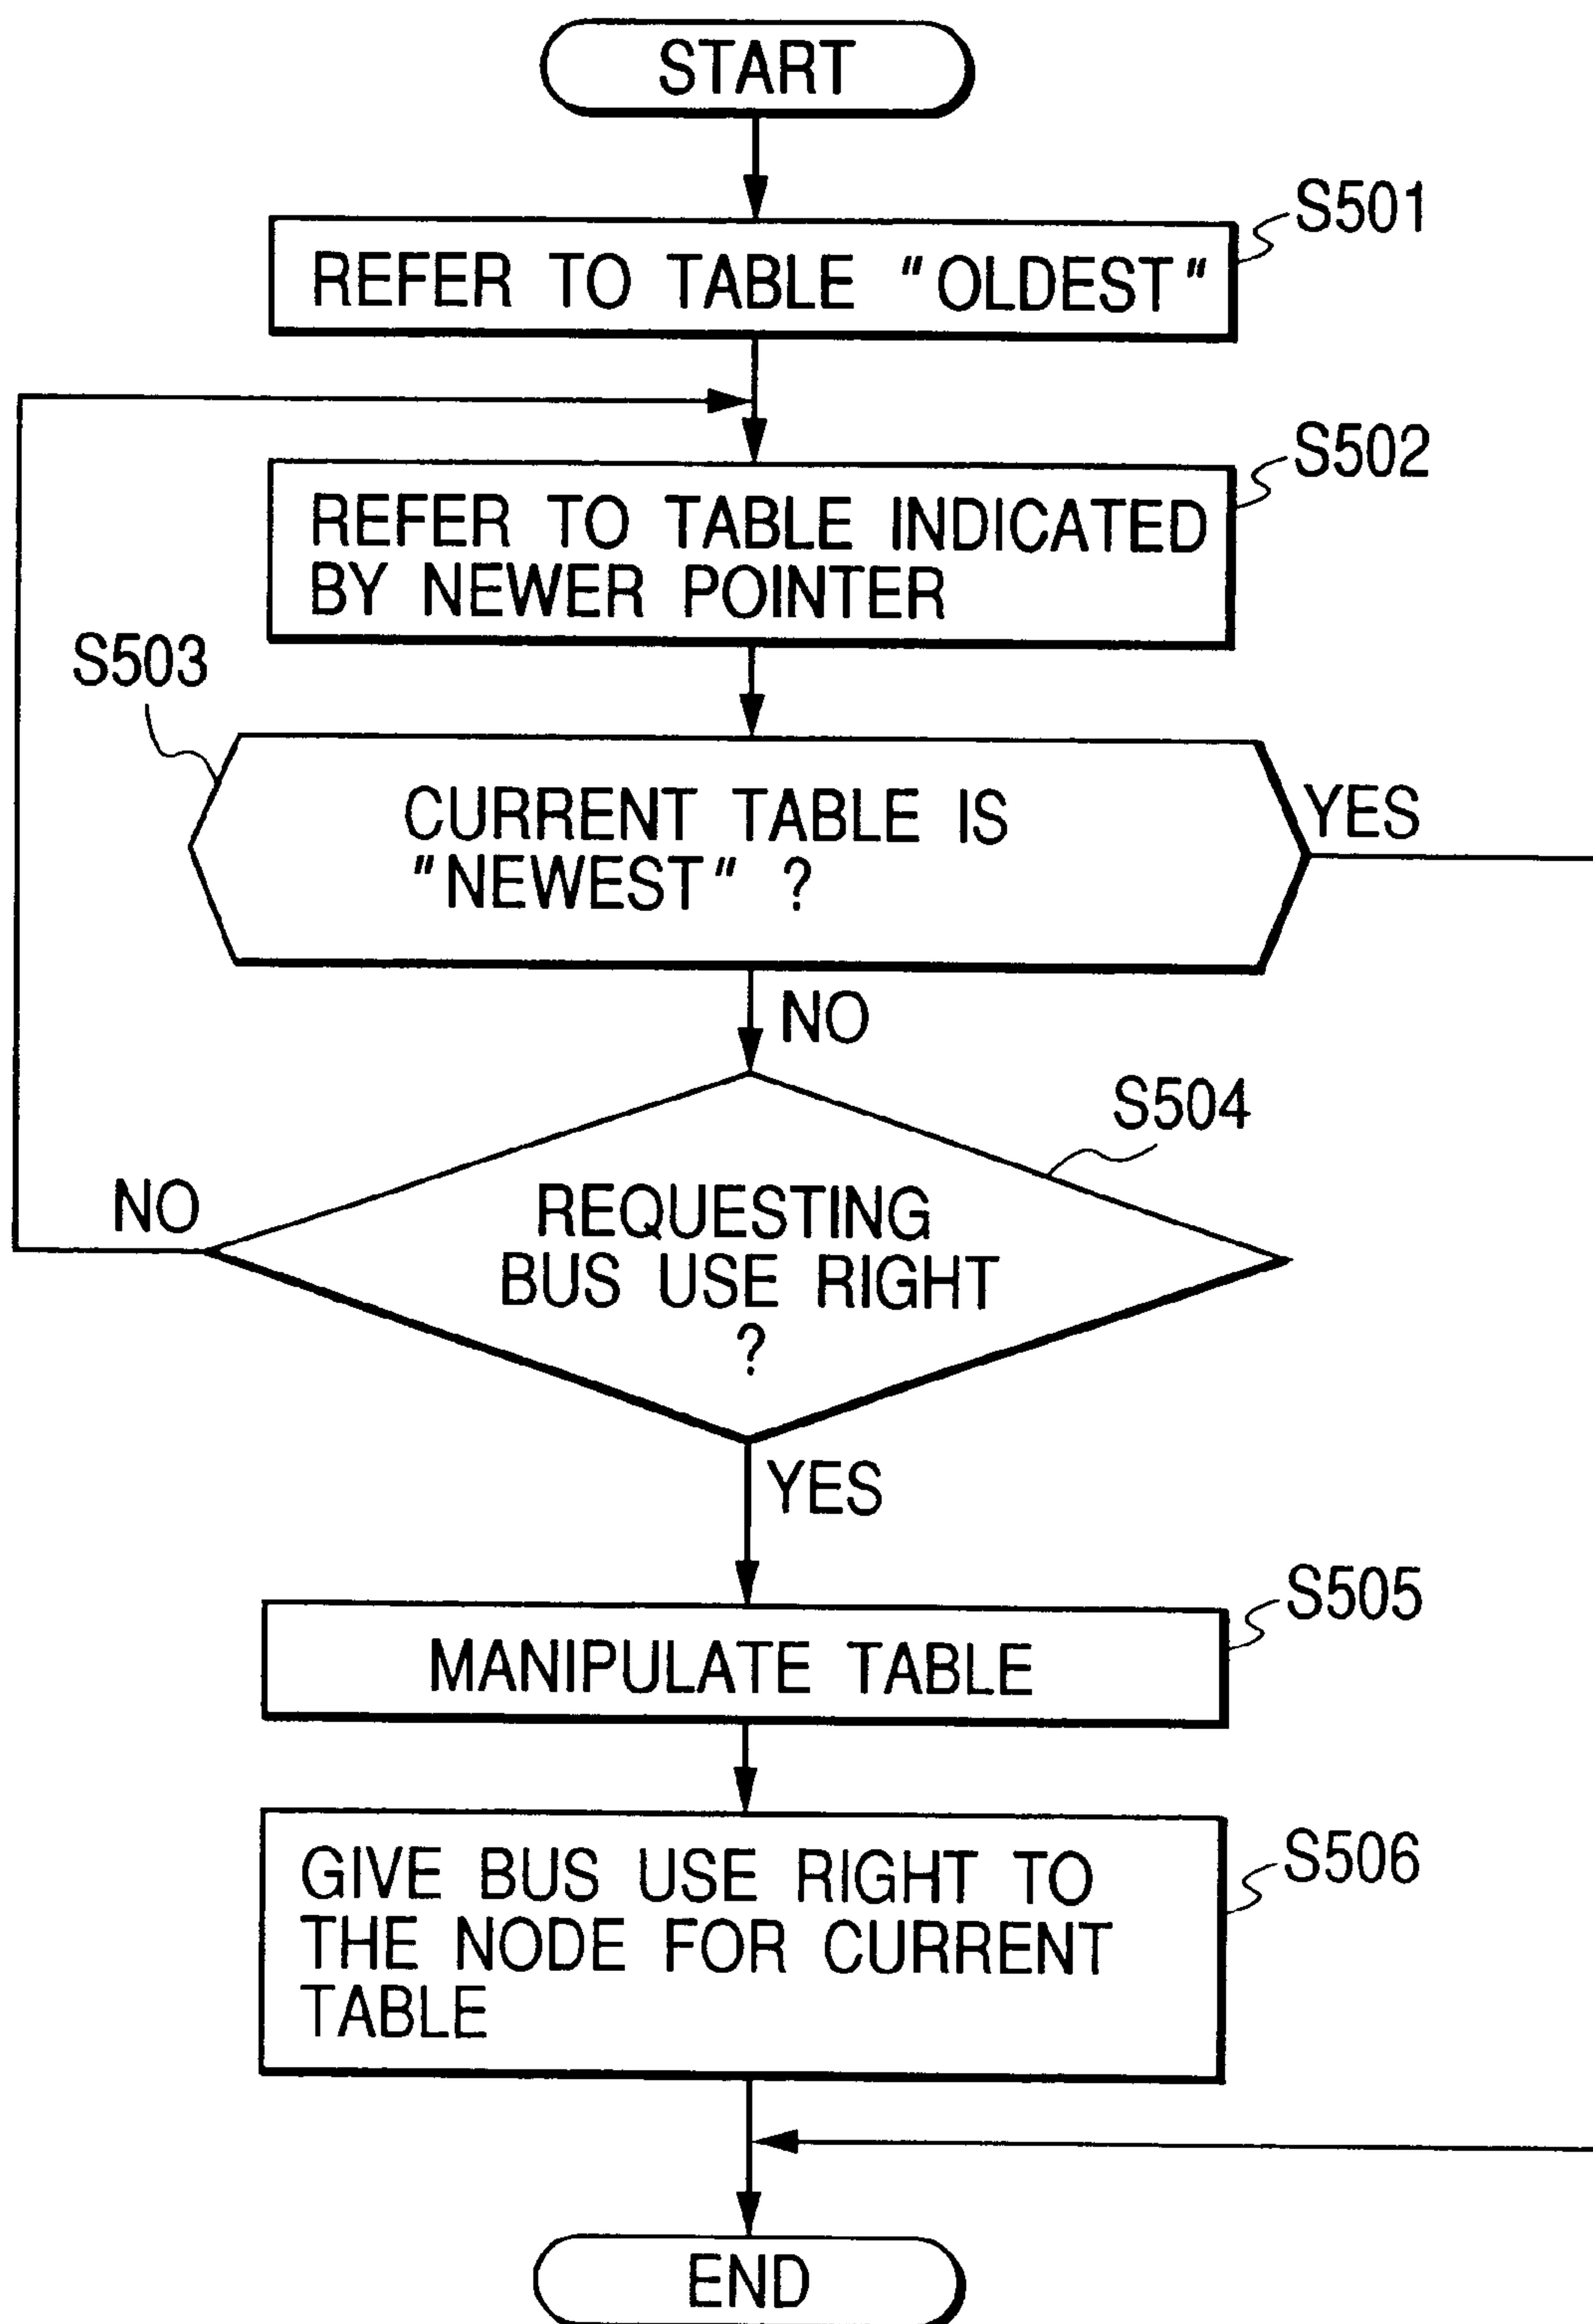 START
S501
REFER TO TABLE "OLDEST"
S502
REFER TO TABLE INDICATED
BY NEWER POINTER
S503
CURRENT TABLE IS
"NEWEST" ?
YES
NO
S504
REQUESTING
BUS USE RIGHT
?
NO
YES
S505
MANIPULATE TABLE
S506
GIVE BUS USE RIGHT TO
THE NODE FOR CURRENT
TABLE
END